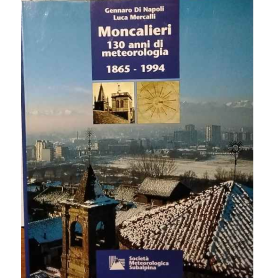 Gennaro Di Napoli
Luca Mercalli
Moncalieri
130 anni di
meteorologia
1865 - 1994
Società
Meteorologica
Subalpina